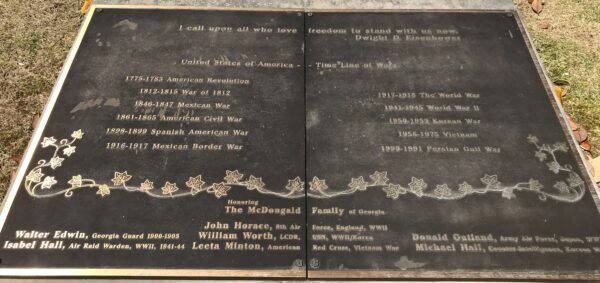 I call upon all who love freedom to stand with us now.
Dwight D. Eisenhower
United States of America - Time Line of Wars
1775-1783 American Revolution
1812-1815 War of 1812
1846-1847 Mexican War
1861-1865 American Civil War
1898-1899 Spanish American War
1916-1917 Mexican Border War
1917-1918 The World War
1941-1945 World War II
1950-1953 Korean War
1956-1975 Vietnam
1990-1991 Persian Gulf War
Honoring
The McDongald Family of Georgia
Walter Edwin, Georgia Guard 1900-1905
Isabel Hall, Air Raid Warden, WWII, 1941-44
John Horace, 8th Air Force, England, WWII
William Worth, LCDR, USN, WWII/Korea
Leeta Minton, American Red Cross, Vietnam War
Donald Gutland, Army Air Force, Japan,
Michael Hall, Counter-Intelligence, Korean